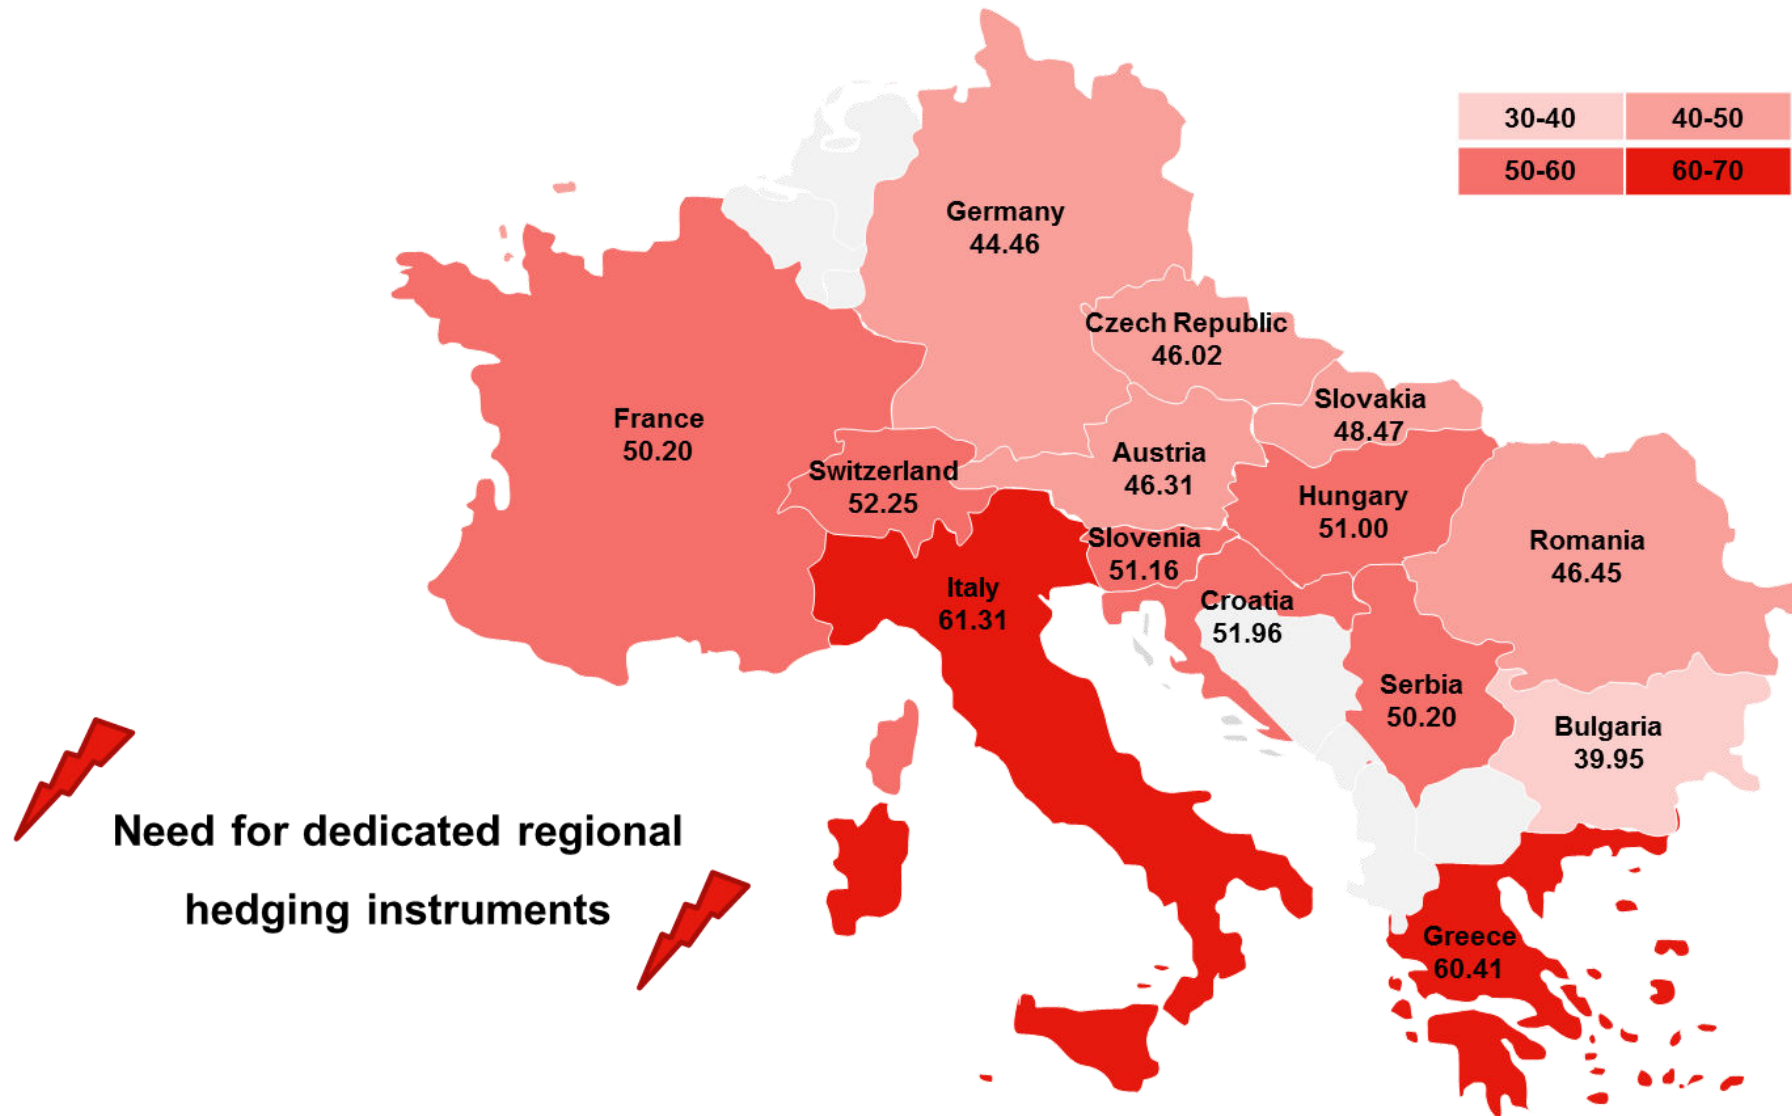 30-40 40-50
50-60 60-70
Germany
44.46
Czech Republic
46.02
Slovakia
48.47
France
50.20
Austria
46.31
Switzerland
52.25
Hungary
51.00
Slovenia
51.16
Romania
46.45
Italy
61.31
Croatia
51.96
Serbia
50.20
Bulgaria
39.95
Need for dedicated regional
hedging instruments
Greece
60.41